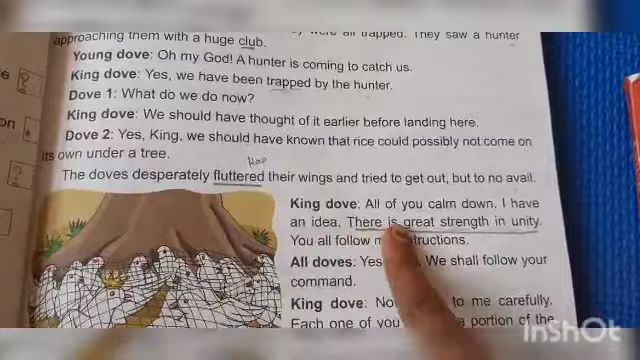 approaching them with a huge club. They saw a hunter
Young dove: Oh my God! A hunter is coming to catch us.
King dove: Yes, we have been trapped by the hunter.
Dove 1: What do we do now?
King dove: We should have thought of it earlier before landing here.
Dove 2: Yes, King, we should have known that rice could possibly not come on
its own under a tree.
The doves desperately fluttered their wings and tried to get out, but to no avail.
King dove: All of you calm down. I have
an idea. There is great strength in unity.
You all follow
All doves: We shall follow your
command.
King dove: to me carefully.
Each one of you a portion of the
InShOt